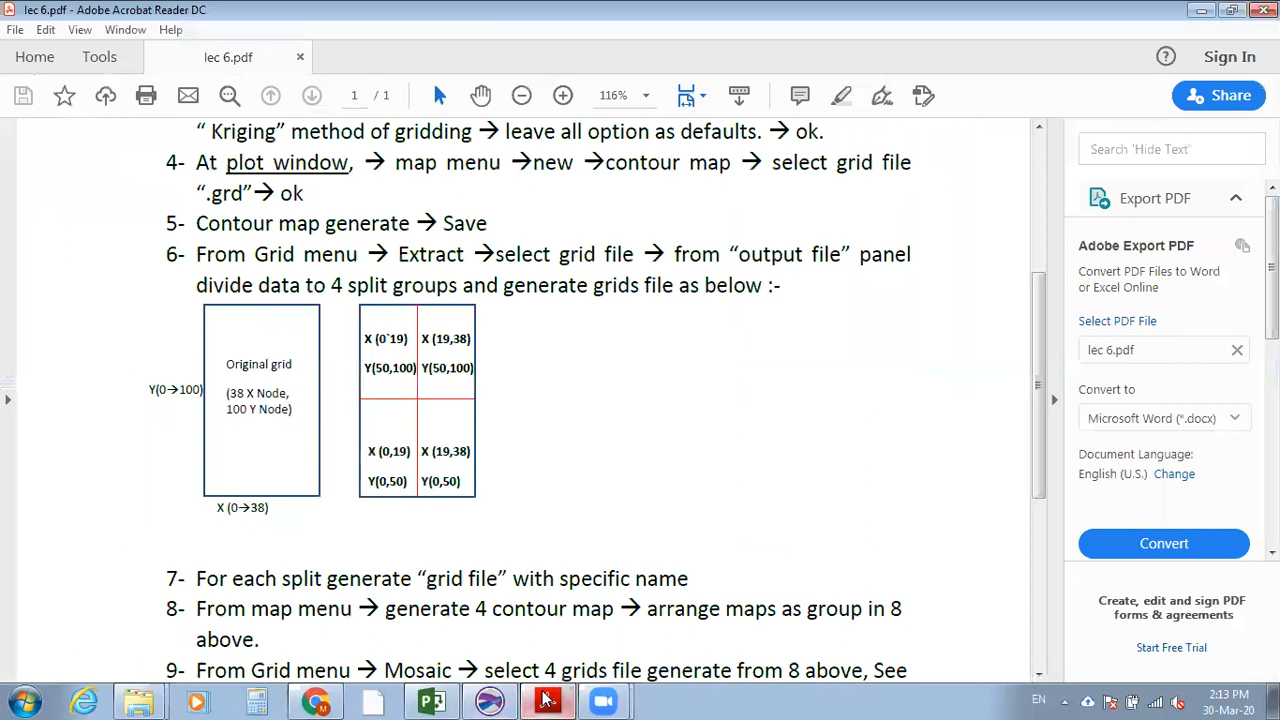 lec 6.pdf - Adobe Acrobat Reader DC
File Edit View Window Help
Home Tools lec 6.pdf × ? Sign In
1 / 1 116% Share
" Kriging" method of gridding → leave all option as defaults. → ok.
4- At plot window, → map menu →new →contour map → select grid file
".grd"→ ok
5- Contour map generate → Save
6- From Grid menu → Extract →select grid file → from "output file" panel
divide data to 4 split groups and generate grids file as below :-
Original grid
(38 X Node,
100 Y Node)
Y(0→100)
X (0→38)
X (0`19) X (19,38)
Y(50,100) Y(50,100)
X (0,19) X (19,38)
Y(0,50) Y(0,50)
7- For each split generate "grid file" with specific name
8- From map menu → generate 4 contour map → arrange maps as group in 8
above.
9- From Grid menu → Mosaic → select 4 grids file generate from 8 above, See
Search 'Hide Text'
Export PDF
Adobe Export PDF
Convert PDF Files to Word
or Excel Online
Select PDF File
lec 6.pdf
Convert to
Microsoft Word (*.docx)
Document Language:
English (U.S.) Change
Convert
Create, edit and sign PDF
forms & agreements
Start Free Trial
EN
2:13 PM
30-Mar-20